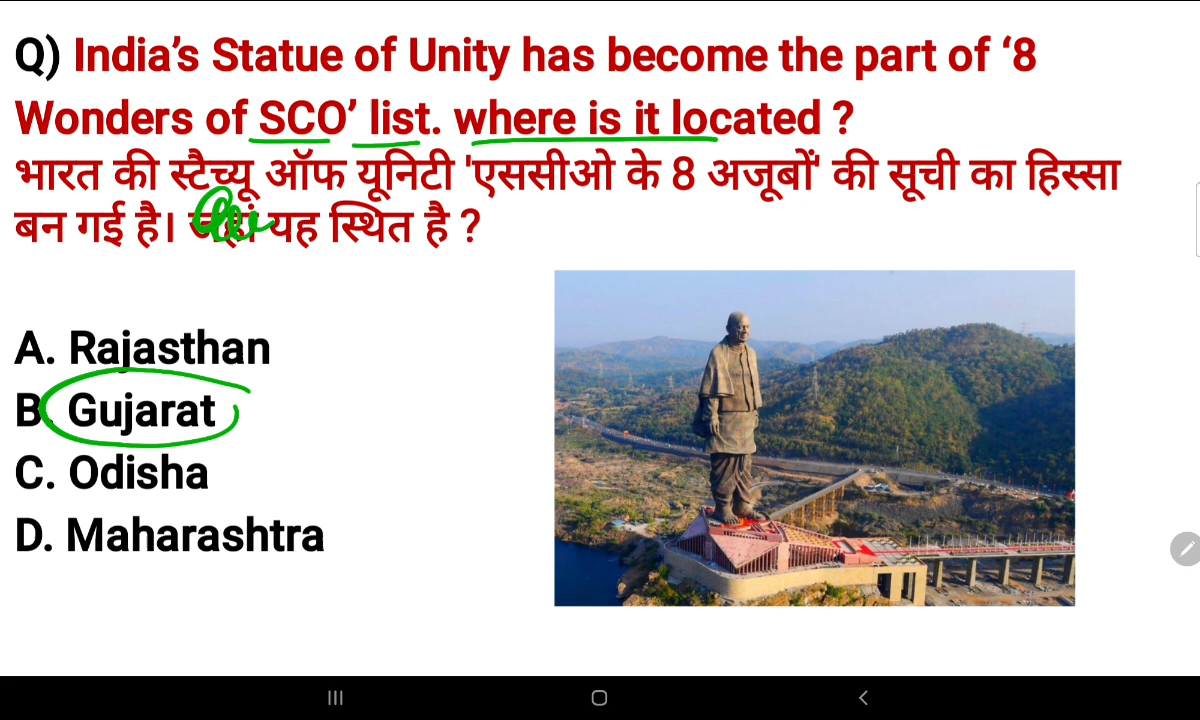 Q) India’s Statue of Unity has become the part of ‘8
Wonders of SCO’ list. where is it located ?
भारत की स्टैच्यू ऑफ यूनिटी 'एससीओ के 8 अजूबों' की सूची का हिस्सा
बन गई है। यह स्थित है ?
A. Rajasthan
B. Gujarat
C. Odisha
D. Maharashtra